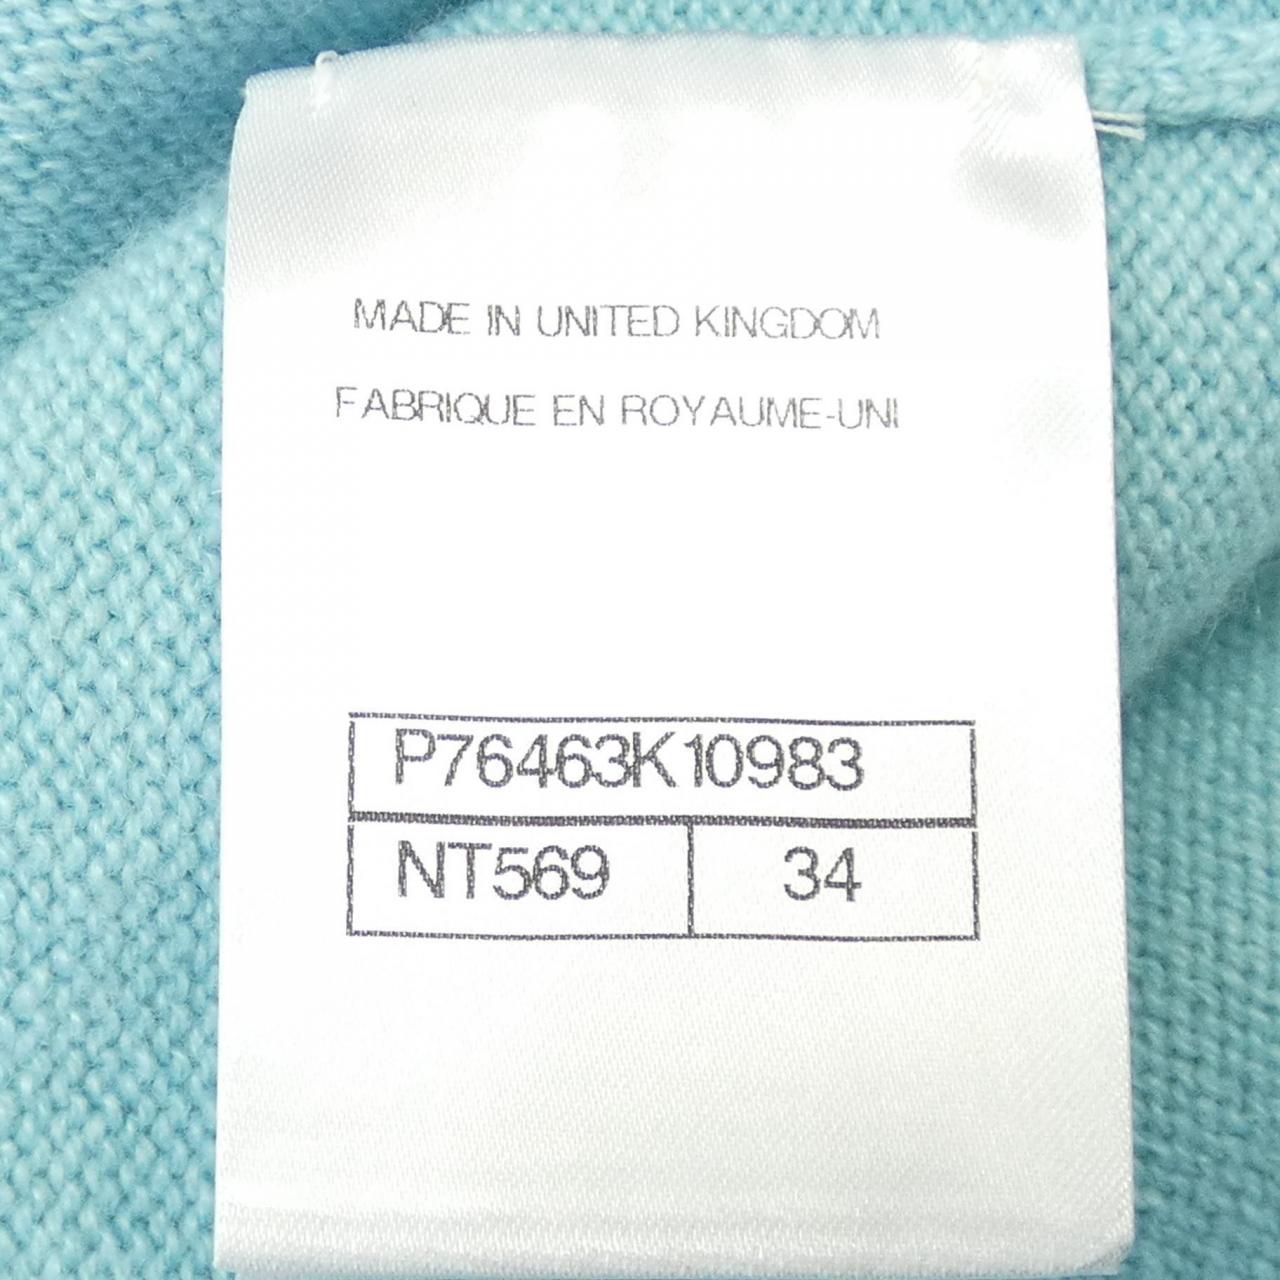 MADE IN UNITED KINGDOM
FABRIQUE EN ROYAUME-UNI
P76463K10983
NT569 34